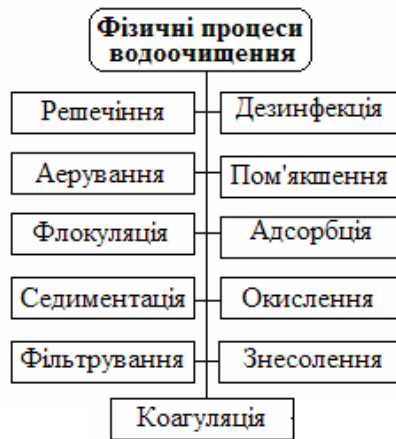 Фізичні процеси
водоочищення
Решечіння
Дезинфекція
Аерування
Пом'якшення
Флокуляція
Адсорбція
Седиментація
Окислення
Фільтрування
Знесолення
Коагуляція